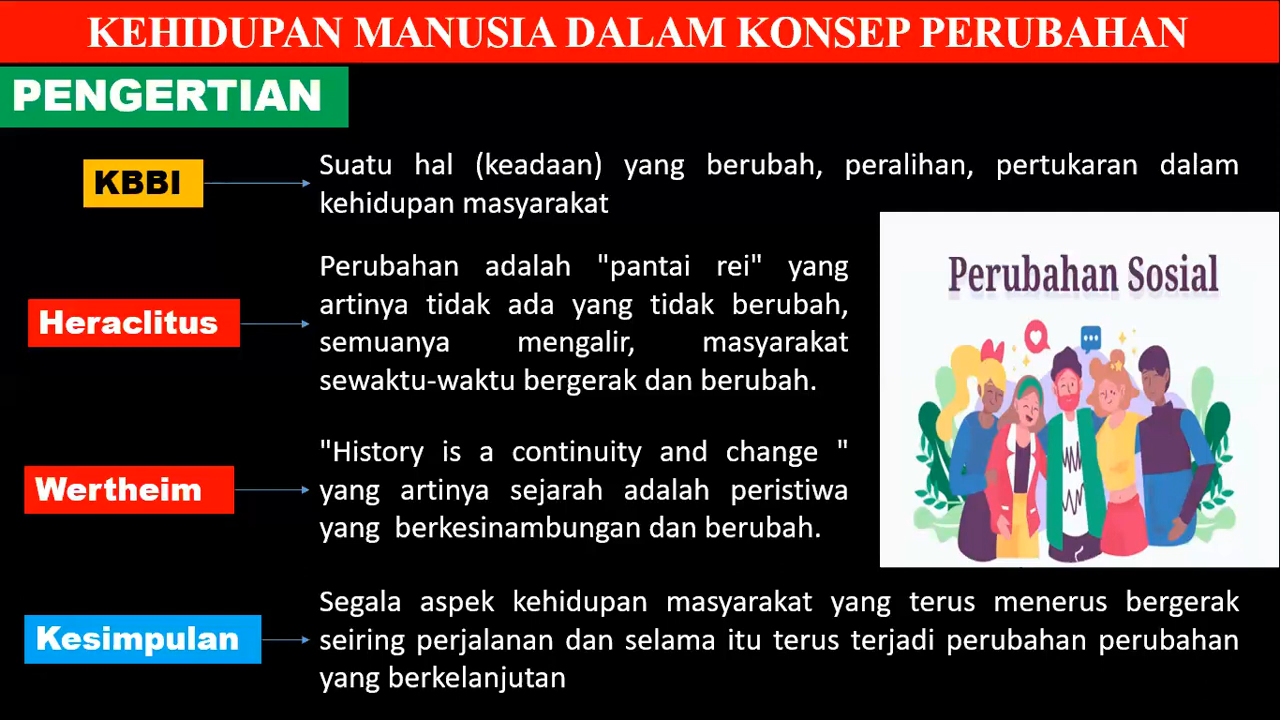 KEHIDUPAN MANUSIA DALAM KONSEP PERUBAHAN
PENGERTIAN
KBBI
Suatu hal (keadaan) yang berubah, peralihan, pertukaran dalam
kehidupan masyarakat
Heraclitus
Perubahan adalah "pantai rei" yang
artinya tidak ada yang tidak berubah,
semuanya mengalir, masyarakat
sewaktu-waktu bergerak dan berubah.
Perubahan Sosial
Wertheim
"History is a continuity and change "
yang artinya sejarah adalah peristiwa
yang berkesinambungan dan berubah.
Kesimpulan
Segala aspek kehidupan masyarakat yang terus menerus bergerak
seiring perjalanan dan selama itu terus terjadi perubahan perubahan
yang berkelanjutan